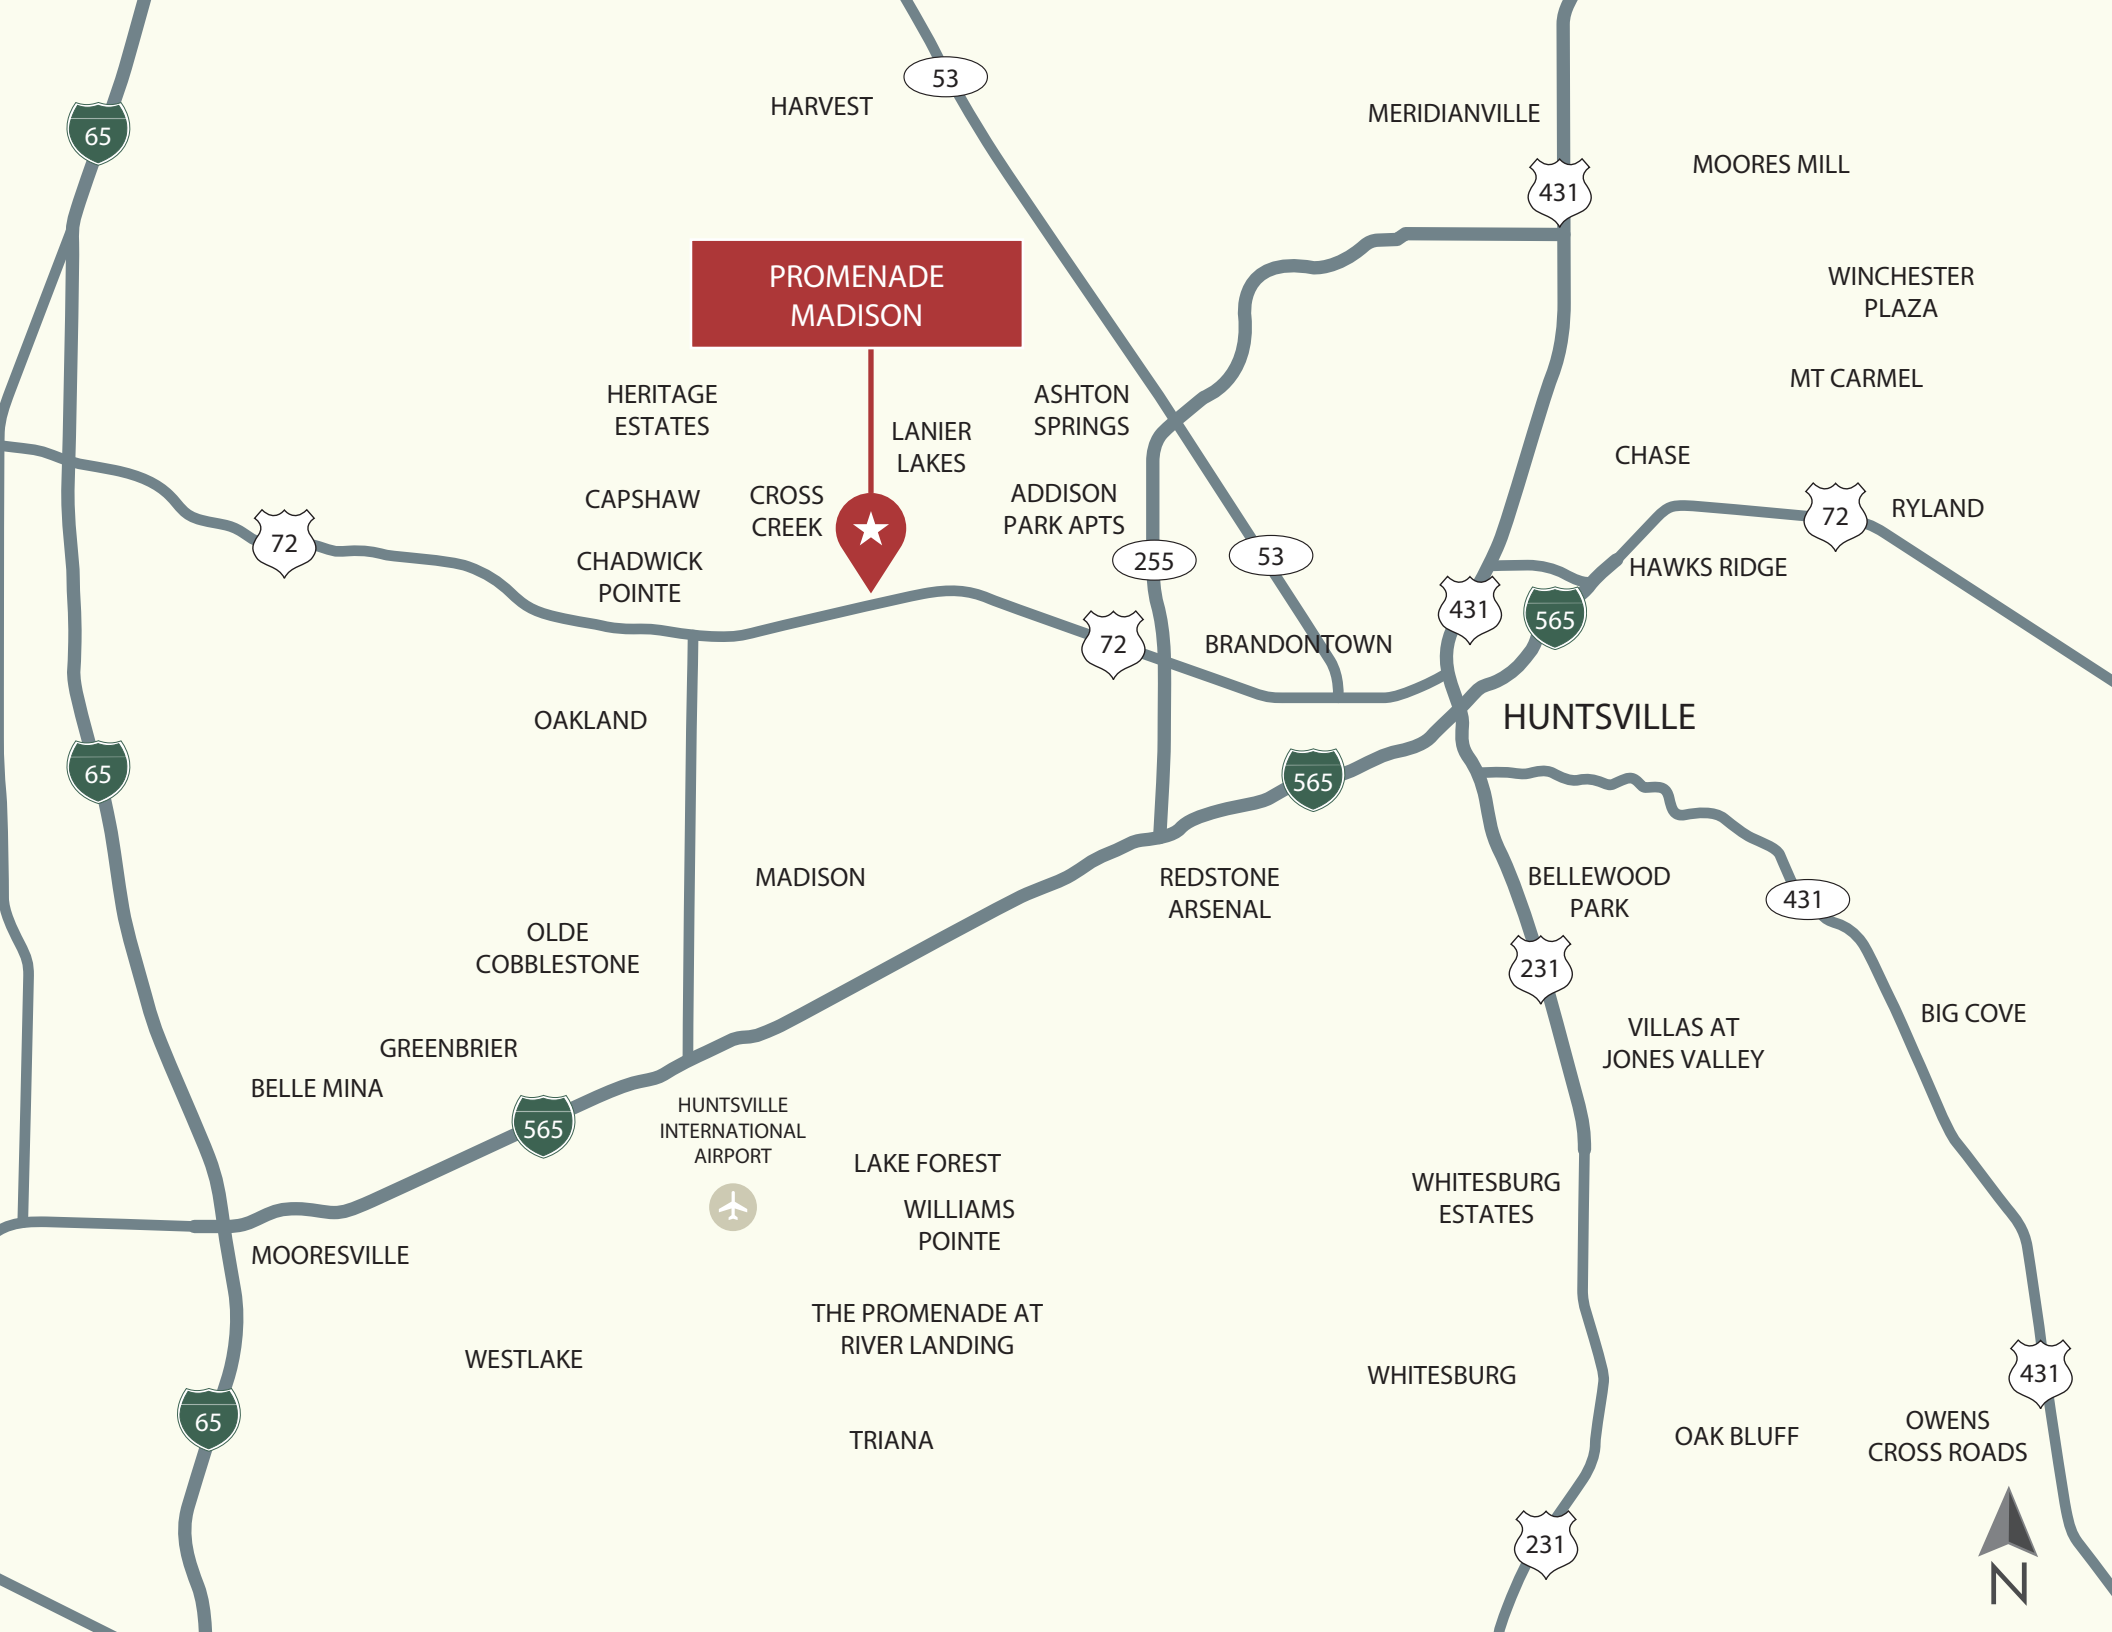 53
HARVEST
MERIDIANVILLE
65
MOORES MILL
431
PROMENADE
MADISON
WINCHESTER
PLAZA
MT CARMEL
HERITAGE
ESTATES
ASHTON
SPRINGS
LANIER
LAKES
CHASE
CAPSHAW
CROSS
CREEK
ADDISON
PARK APTS
72
RYLAND
72
CHADWICK
POINTE
255
53
HAWKS RIDGE
431
565
72
BRANDONTOWN
OAKLAND
HUNTSVILLE
65
565
MADISON
REDSTONE
ARSENAL
BELLEWOOD
PARK
431
OLDE
COBBLESTONE
231
BIG COVE
VILLAS AT
JONES VALLEY
GREENBRIER
BELLE MINA
565
HUNTSVILLE
INTERNATIONAL
AIRPORT
LAKE FOREST
WILLIAMS
POINTE
WHITESBURG
ESTATES
MOORESVILLE
THE PROMENADE AT
RIVER LANDING
WESTLAKE
WHITESBURG
431
65
TRIANA
OAK BLUFF
OWENS
CROSS ROADS
231
N